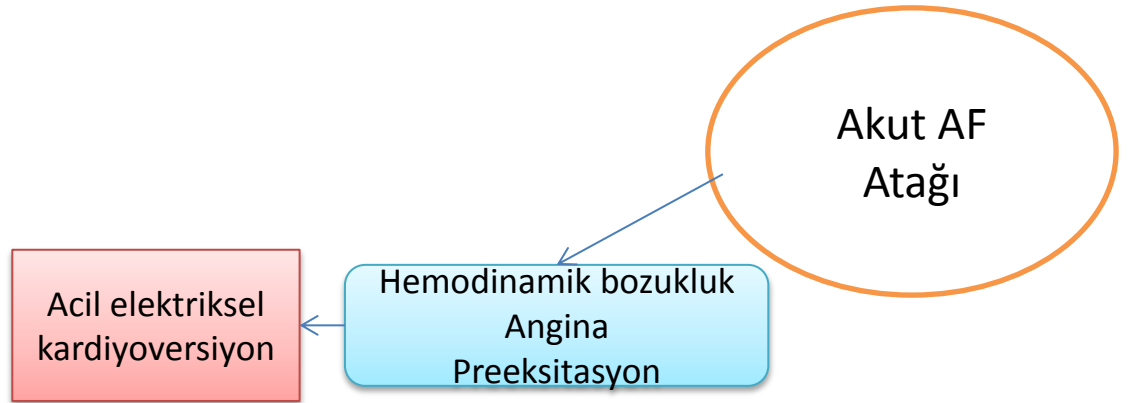 Akut AF
Atağı
Hemodinamik bozukluk
Angina
Preeksitasyon
Acil elektriksel
kardiyoversiyon